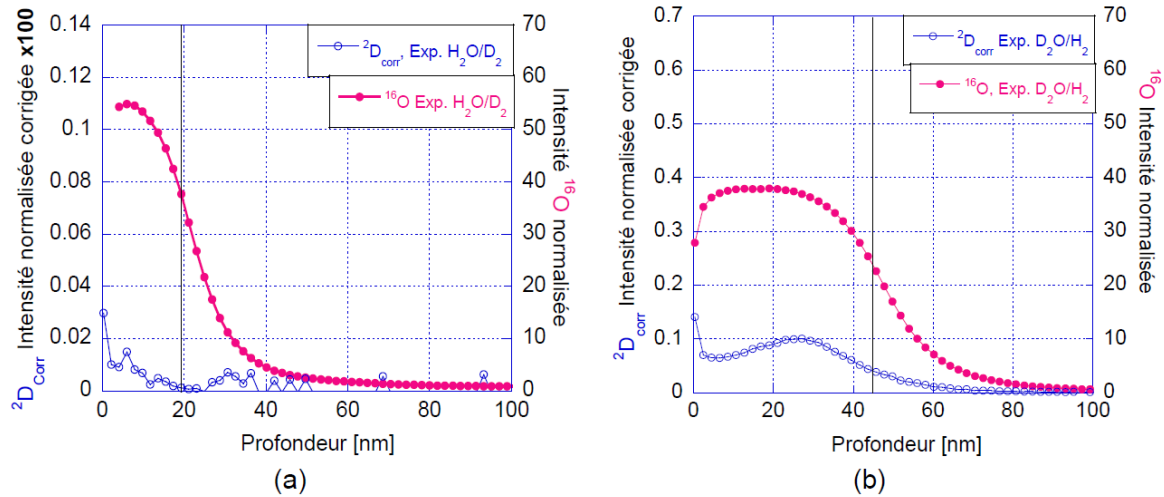 ²D_Corr Intensité normalisée corrigée x100
0.14
0.12
0.1
0.08
0.06
0.04
0.02
0
²D_corr, Exp. H₂O/D₂
¹⁶O Exp. H₂O/D₂
70
60
50
40
30
20
10
0
Intensité ¹⁶O normalisée
0 20 40 60 80 100
Profondeur [nm]
(a)
²D_corr Intensité normalisée corrigée
0.7
0.6
0.5
0.4
0.3
0.2
0.1
0
²D_corr Exp. D₂O/H₂
¹⁶O, Exp. D₂O/H₂
70
60
50
40
30
20
10
0
¹⁶O Intensité normalisée
0 20 40 60 80 100
Profondeur [nm]
(b)